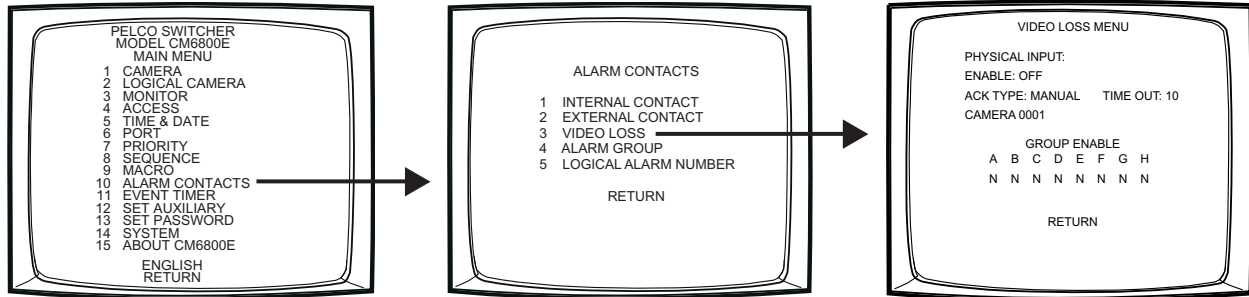 PELCO SWITCHER
MODEL CM6800E
MAIN MENU
1 CAMERA
2 LOGICAL CAMERA
3 MONITOR
4 ACCESS
5 TIME & DATE
6 PORT
7 PRIORITY
8 SEQUENCE
9 MACRO
10 ALARM CONTACTS
11 EVENT TIMER
12 SET AUXILIARY
13 SET PASSWORD
14 SYSTEM
15 ABOUT CM6800E
ENGLISH
RETURN
ALARM CONTACTS
1 INTERNAL CONTACT
2 EXTERNAL CONTACT
3 VIDEO LOSS
4 ALARM GROUP
5 LOGICAL ALARM NUMBER
RETURN
VIDEO LOSS MENU
PHYSICAL INPUT:
ENABLE: OFF
ACK TYPE: MANUAL TIME OUT: 10
CAMERA 0001
GROUP ENABLE
A B C D E F G H
N N N N N N N N
RETURN